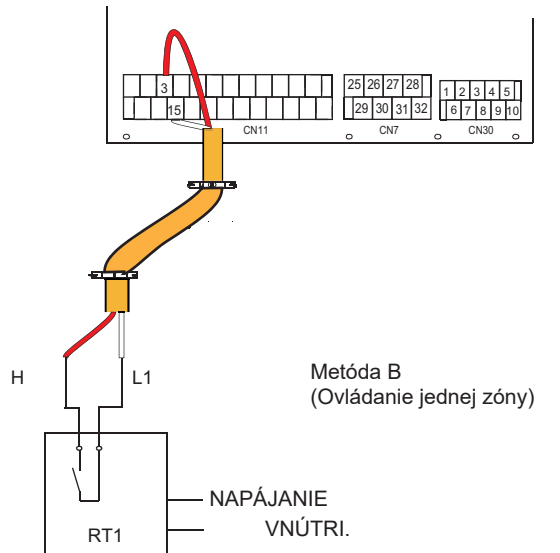 3
25 26 27 28
1 2 3 4 5
15
29 30 31 32
6 7 8 9 10
CN11
CN7
CN30
H
L1
Metóda B
(Ovládanie jednej zóny)
NAPÁJANIE
VNÚTRI.
RT1